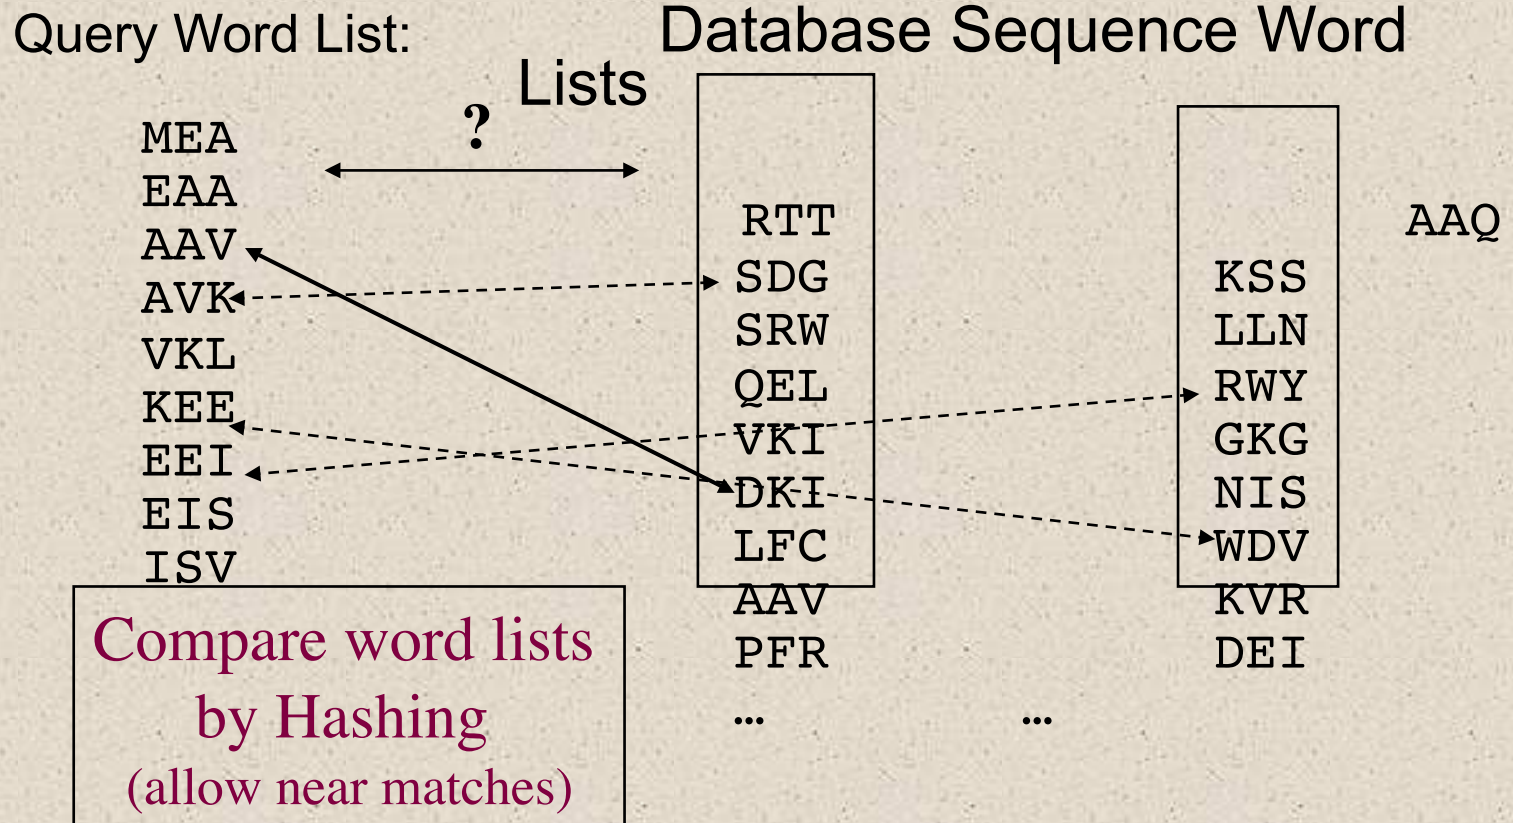 Query Word List:
Database Sequence Word
Lists
?
MEA
EAA
AAV
AVK
VKL
KEE
EEI
EIS
ISV
RTT
SDG
SRW
QEL
VKI
DKI
LFC
AAV
PFR
...
AAQ
KSS
LLN
RWY
GKG
NIS
WDV
KVR
DEI
...
Compare word lists
by Hashing
(allow near matches)